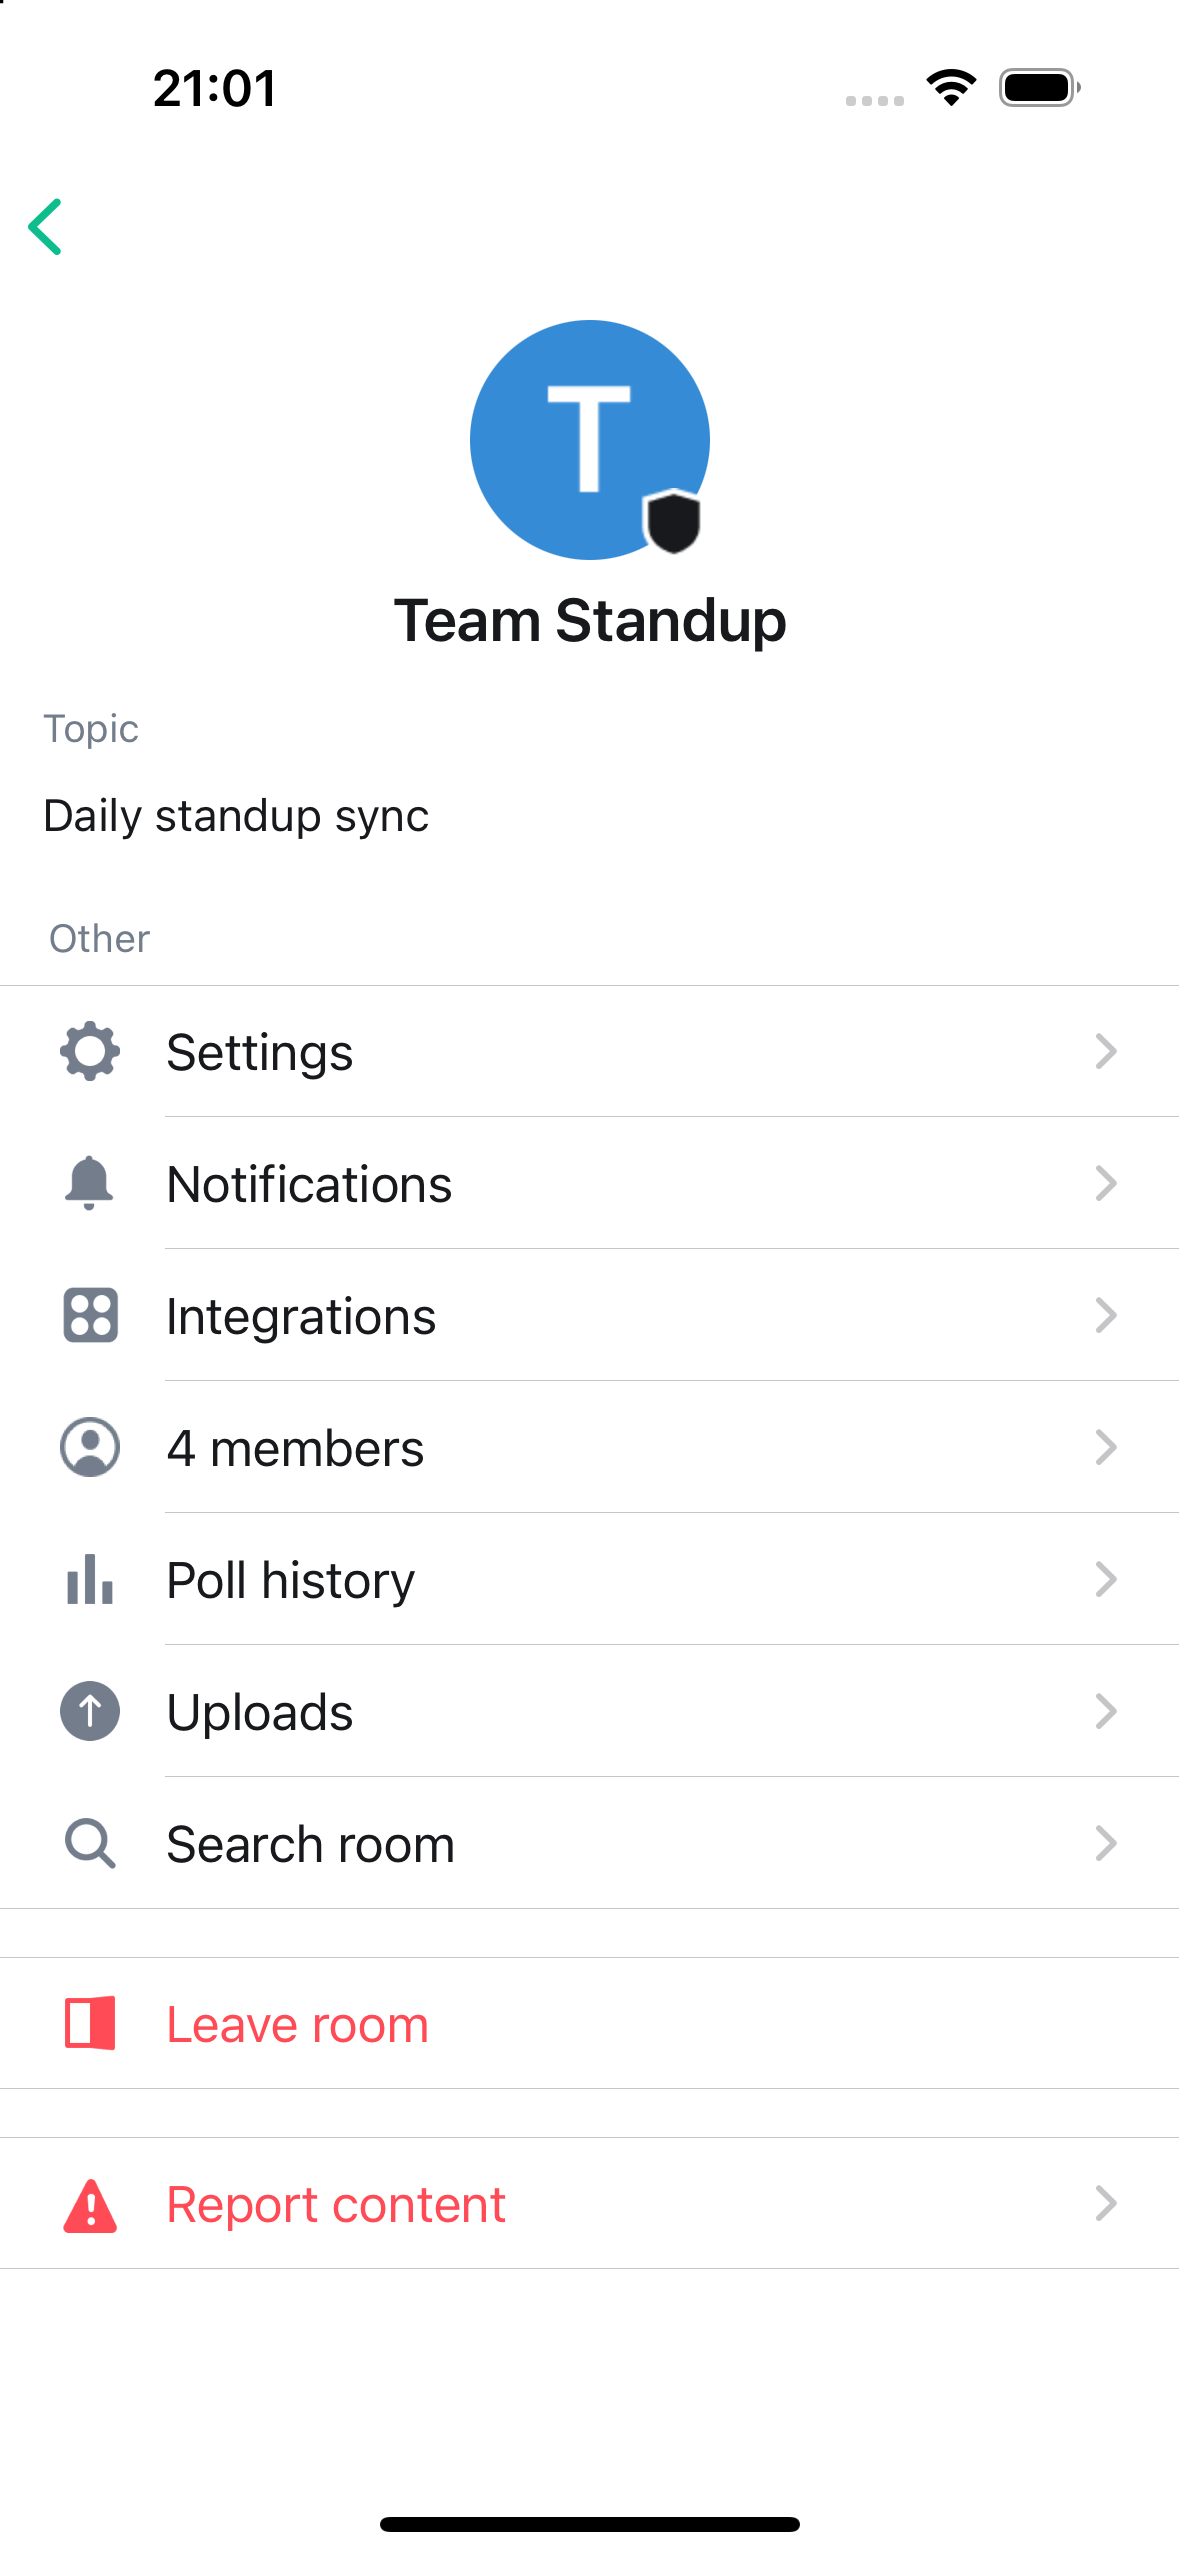 21:01
T
Team Standup
Topic
Daily standup sync
Other
Settings
Notifications
Integrations
4 members
Poll history
Uploads
Search room
Leave room
Report content